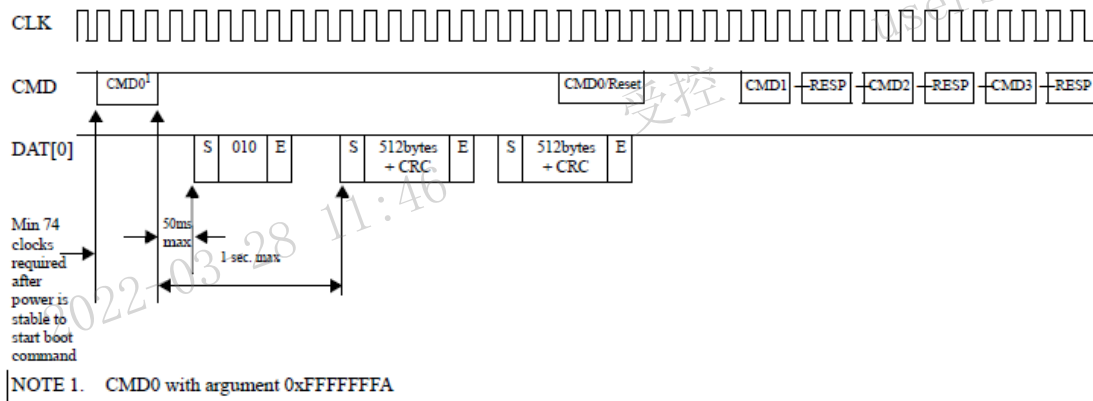 CLK
users
CMD
CMD0¹
CMD0/Reset
CMD1
RESP
CMD2
RESP
CMD3
RESP
受控
DAT[0]
S 010 E
S 512bytes + CRC E
S 512bytes + CRC E
Min 74
clocks
required
after
power is
stable to
start boot
command
50ms
max
1 sec. max
2022-03-28 11:46
NOTE 1. CMD0 with argument 0xFFFFFFFA